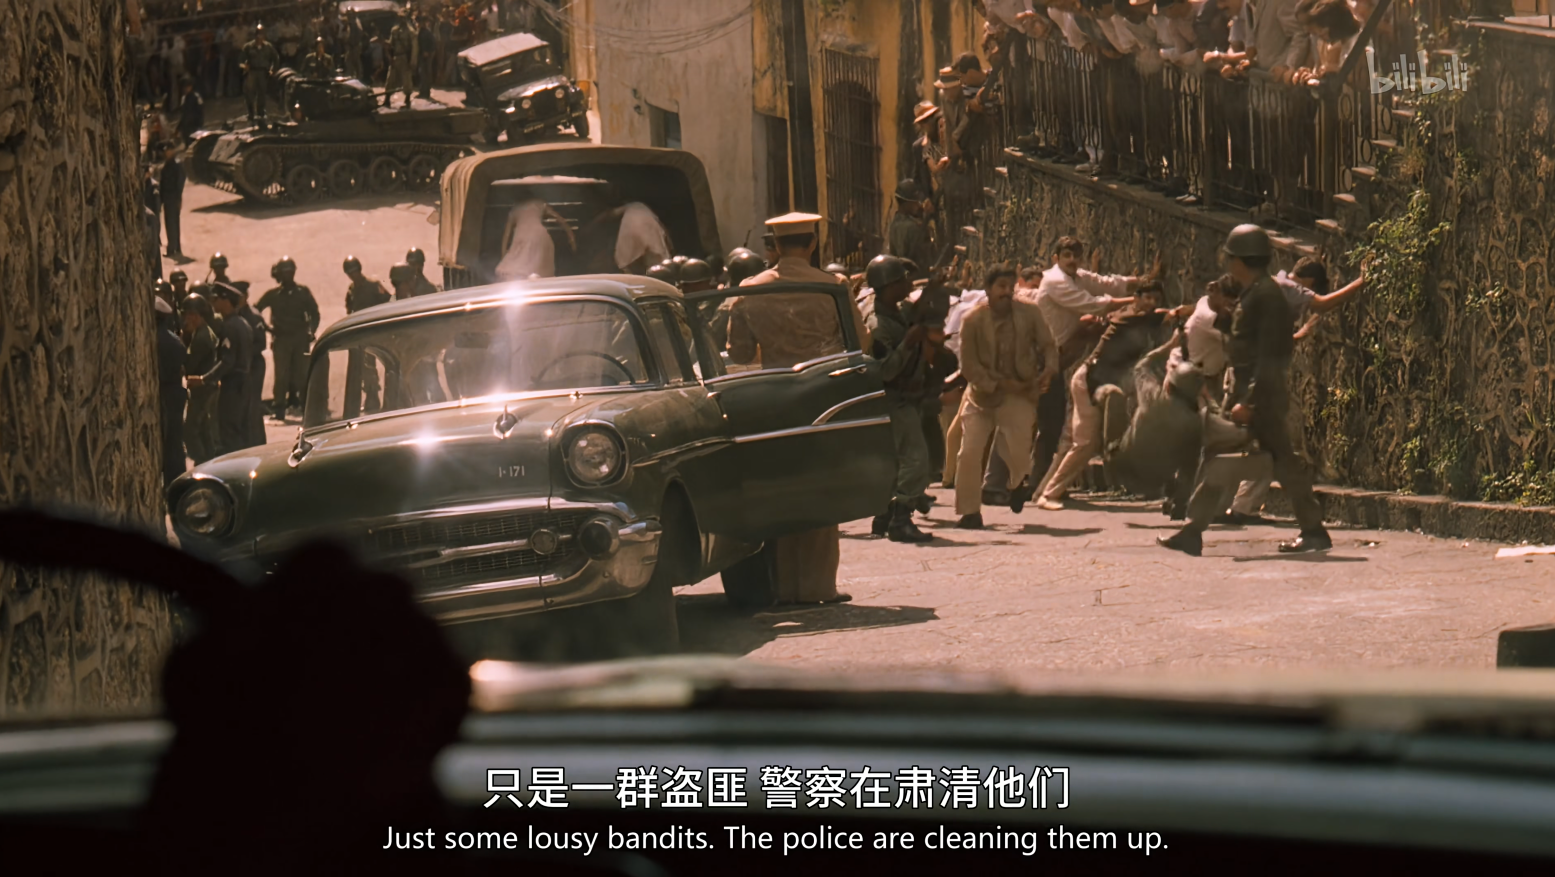 bilibili
1-171
只是一群盗匪 警察在肃清他们
Just some lousy bandits. The police are cleaning them up.